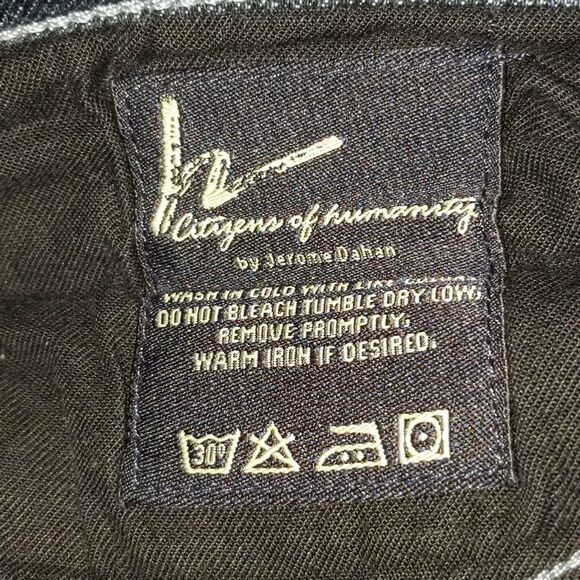 Citizens of humanity
by Jerome Dahan
WASH IN COLD WITH LIKE COLOR
DO NOT BLEACH TUMBLE DRY LOW.
REMOVE PROMPTLY.
WARM IRON IF DESIRED.
30°